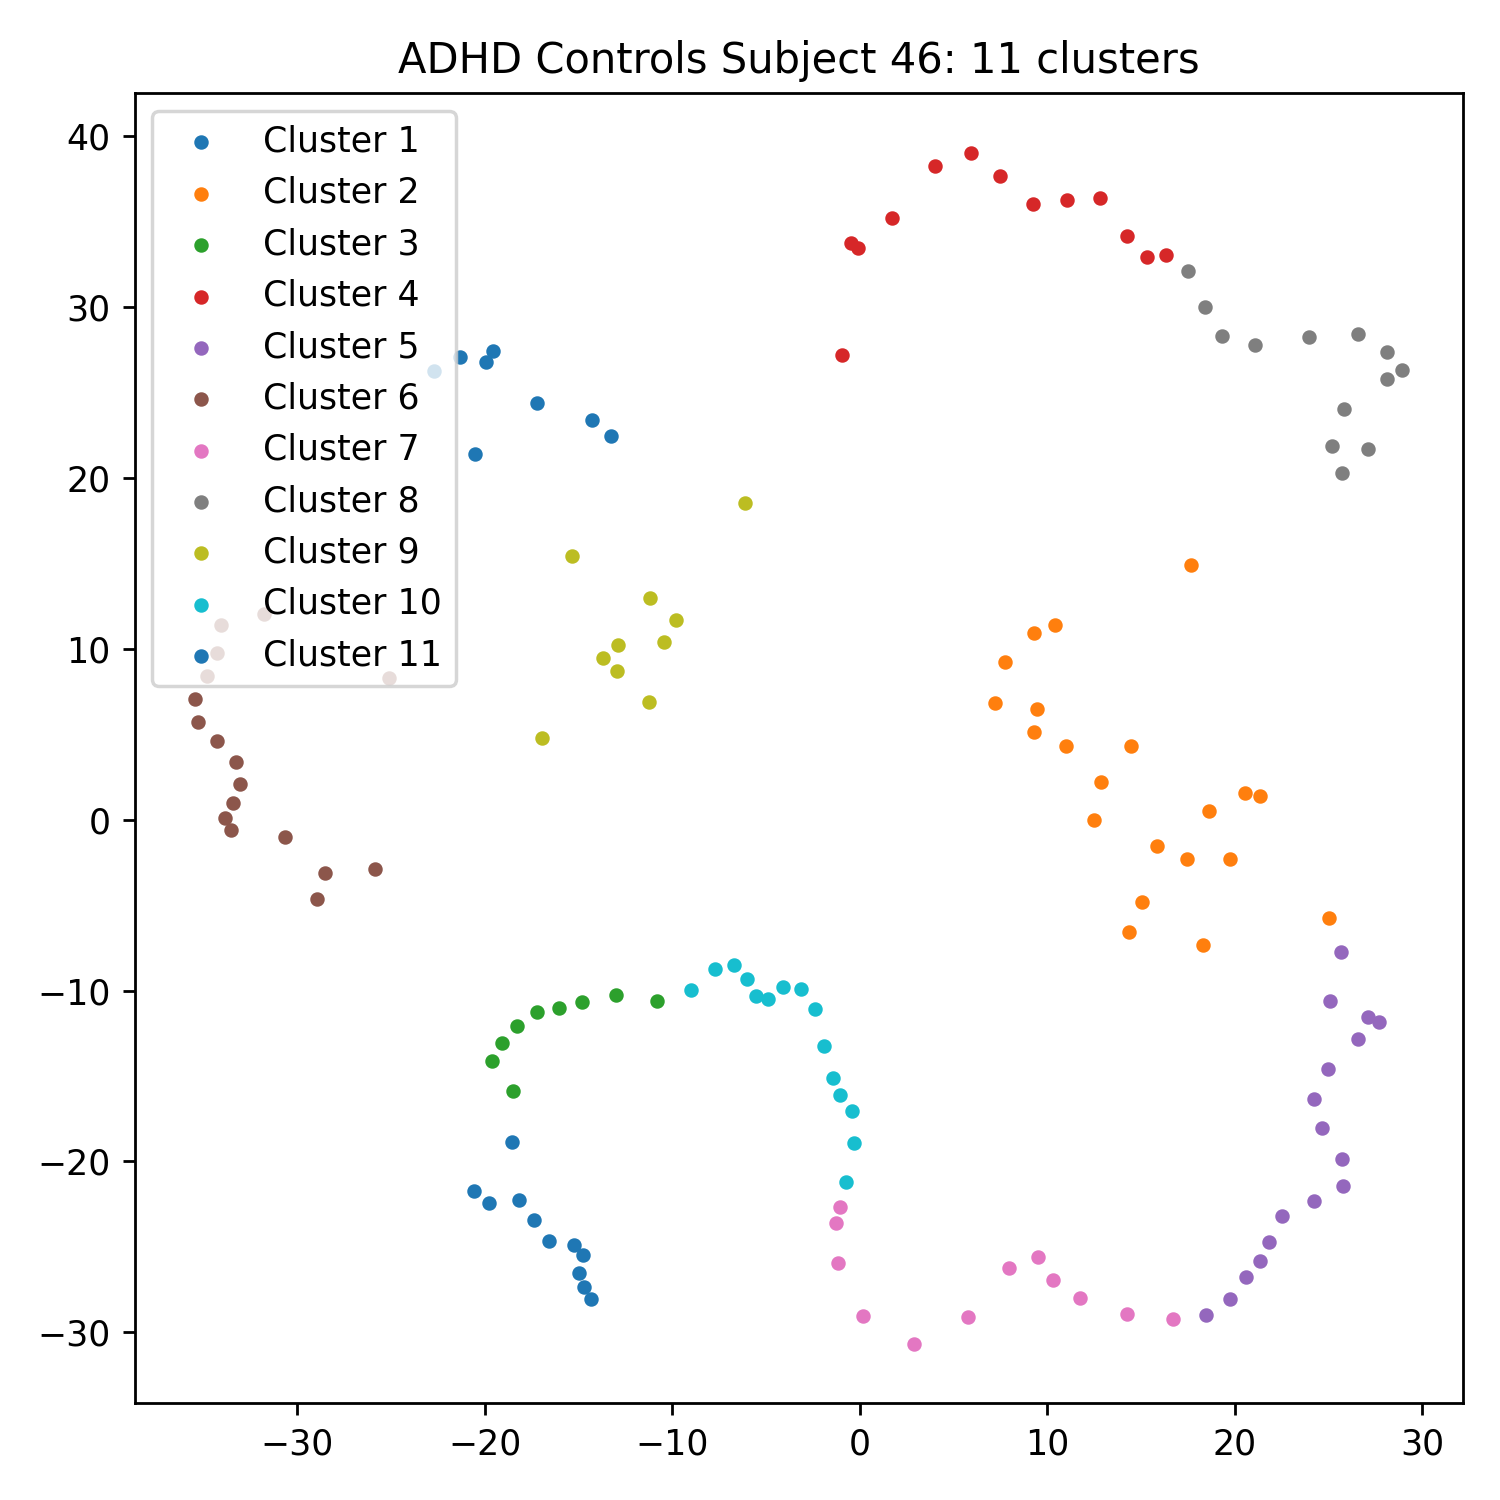 ADHD Controls Subject 46: 11 clusters
40
30
20
10
0
−10
−20
−30
Cluster 1
Cluster 2
Cluster 3
Cluster 4
Cluster 5
Cluster 6
Cluster 7
Cluster 8
Cluster 9
Cluster 10
Cluster 11
−30 −20 −10 0 10 20 30